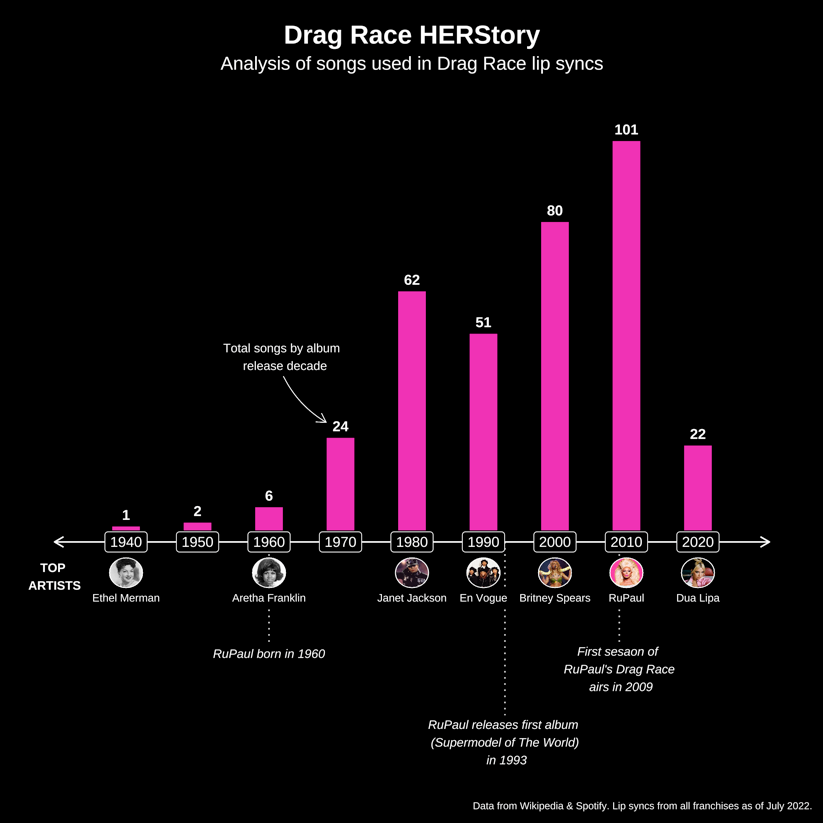 Drag Race HERStory
Analysis of songs used in Drag Race lip syncs
101
80
62
51
Total songs by album
release decade
24
22
6
2
1
1940 1950 1960 1970 1980 1990 2000 2010 2020
TOP
ARTISTS
Ethel Merman Aretha Franklin Janet Jackson En Vogue Britney Spears RuPaul Dua Lipa
RuPaul born in 1960
First sesaon of
RuPaul's Drag Race
airs in 2009
RuPaul releases first album
(Supermodel of The World)
in 1993
Data from Wikipedia & Spotify. Lip syncs from all franchises as of July 2022.